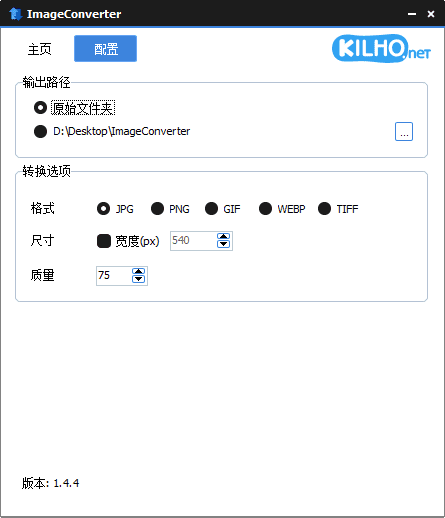 ImageConverter
主页 配置 KILHO.net
输出路径
原始文件夹
D:\Desktop\ImageConverter ...
转换选项
格式 JPG PNG GIF WEBP TIFF
尺寸 宽度(px) 540
质量 75
版本: 1.4.4